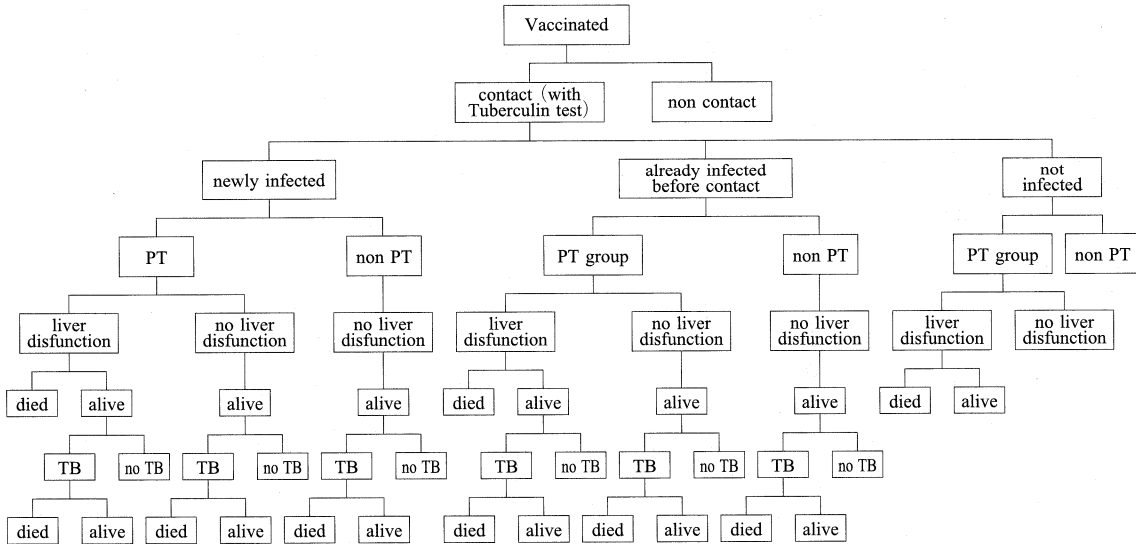 Vaccinated
contact (with
Tuberculin test)
non contact
newly infected
already infected
before contact
not
infected
PT
non PT
PT group
non PT
PT group
non PT
liver
disfunction
no liver
disfunction
no liver
disfunction
liver
disfunction
no liver
disfunction
no liver
disfunction
liver
disfunction
no liver
disfunction
died
alive
alive
alive
died
alive
alive
alive
died
alive
TB
no TB
TB
no TB
TB
no TB
TB
no TB
TB
no TB
TB
no TB
died
alive
died
alive
died
alive
died
alive
died
alive
died
alive